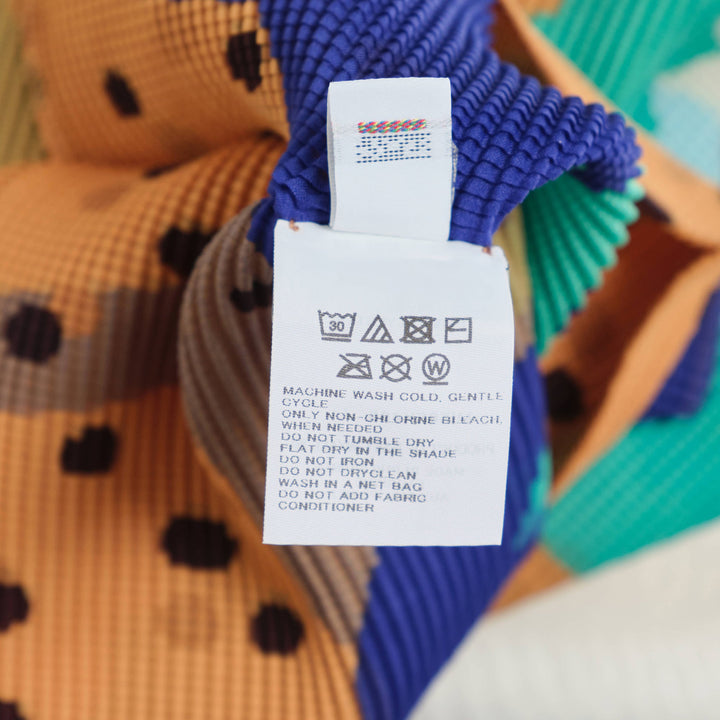 30
W
MACHINE WASH COLD, GENTLE
CYCLE
ONLY NON-CHLORINE BLEACH,
WHEN NEEDED
DO NOT TUMBLE DRY
FLAT DRY IN THE SHADE
DO NOT IRON
DO NOT DRYCLEAN
WASH IN A NET BAG
DO NOT ADD FABRIC
CONDITIONER